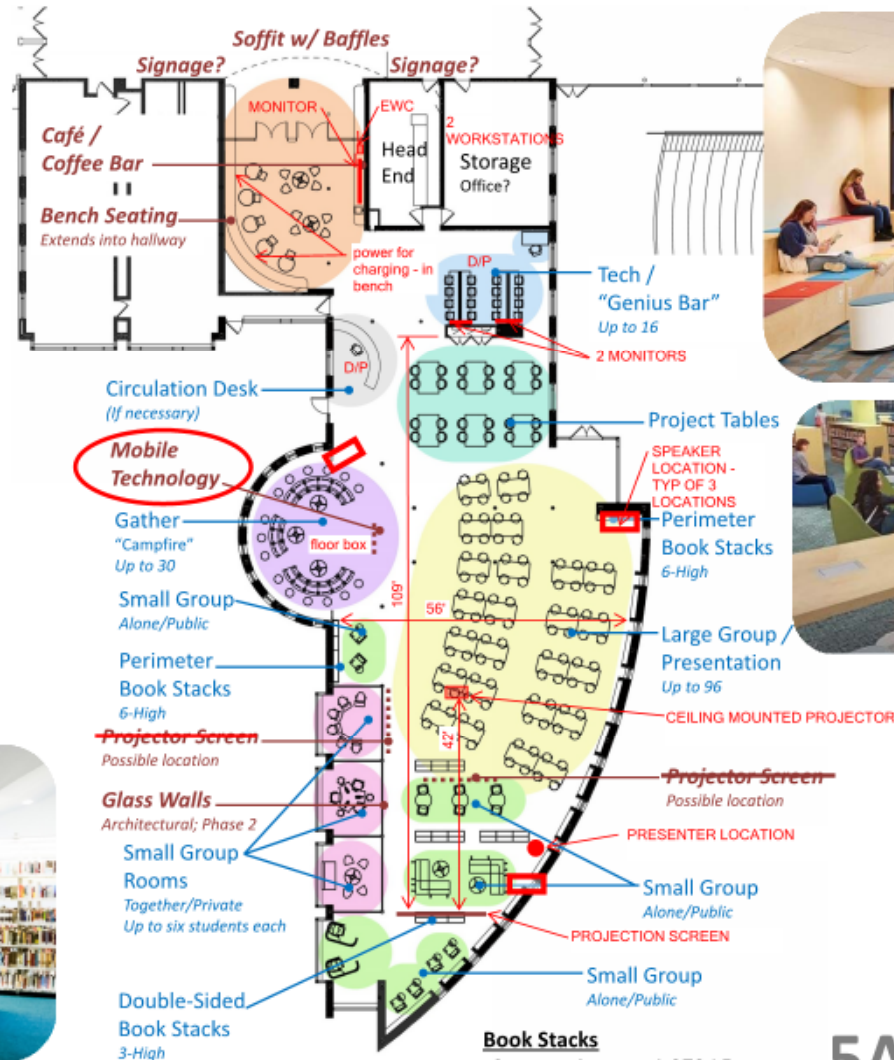 Soffit w/ Baffles
Signage?
Signage?
MONITOR
EWC
2
WORKSTATIONS
Café /
Coffee Bar
Head
End
Storage
Office?
Bench Seating
Extends into hallway
power for
charging - in
bench
D/P
Tech /
“Genius Bar”
Up to 16
2 MONITORS
D/P
Circulation Desk
(If necessary)
Project Tables
Mobile
Technology
SPEAKER
LOCATION -
TYP OF 3
LOCATIONS
Gather
“Campfire”
Up to 30
floor box
Perimeter
Book Stacks
6-High
109'
56'
Small Group
Alone/Public
Large Group /
Presentation
Up to 96
Perimeter
Book Stacks
6-High
CEILING MOUNTED PROJECTOR
42'
Projector Screen
Possible location
Projector Screen
Possible location
Glass Walls
Architectural; Phase 2
PRESENTER LOCATION
Small Group
Rooms
Together/Private
Up to six students each
Small Group
Alone/Public
PROJECTION SCREEN
Small Group
Alone/Public
Double-Sided
Book Stacks
3-High
Book Stacks